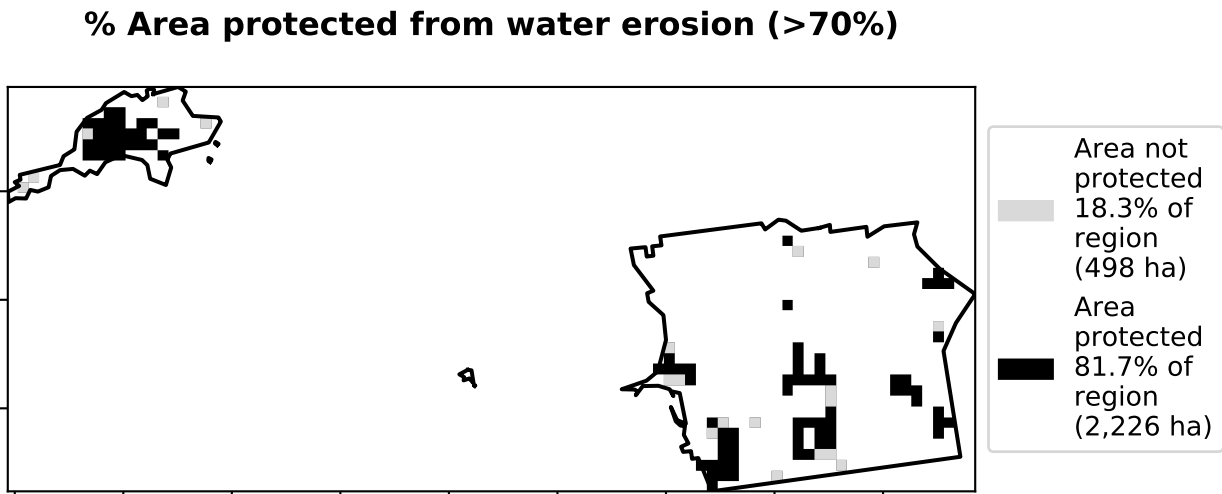 % Area protected from water erosion (>70%)
Area not
protected
18.3% of
region
(498 ha)
Area
protected
81.7% of
region
(2,226 ha)